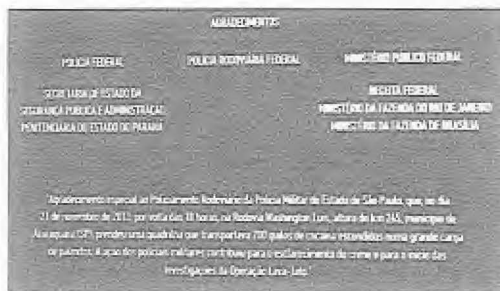 AGRADECIMENTOS
POLÍCIA FEDERAL
POLÍCIA RODOVIÁRIA FEDERAL
MINISTÉRIO PÚBLICO FEDERAL
SECRETARIA DE ESTADO DA
SEGURANÇA PÚBLICA E ADMINISTRAÇÃO
PENITENCIÁRIA DO ESTADO DO PARANÁ
RECEITA FEDERAL
MINISTÉRIO DA FAZENDA DO RIO DE JANEIRO
MINISTÉRIO DA FAZENDA DE BRASÍLIA
"Agradecimento especial ao Policiamento Rodoviário da Polícia Militar do Estado de São Paulo, que, no dia
21 de novembro de 2013, por volta das 18 horas, na Rodovia Washington Luis, altura do km 245, município de
Araraquara (SP), prendeu uma quadrilha que transportava 700 quilos de cocaína escondidos numa grande carga
de palmito. A ação dos policiais militares contribuiu para o esclarecimento do crime e para o início das
investigações da Operação Lava-Jato."